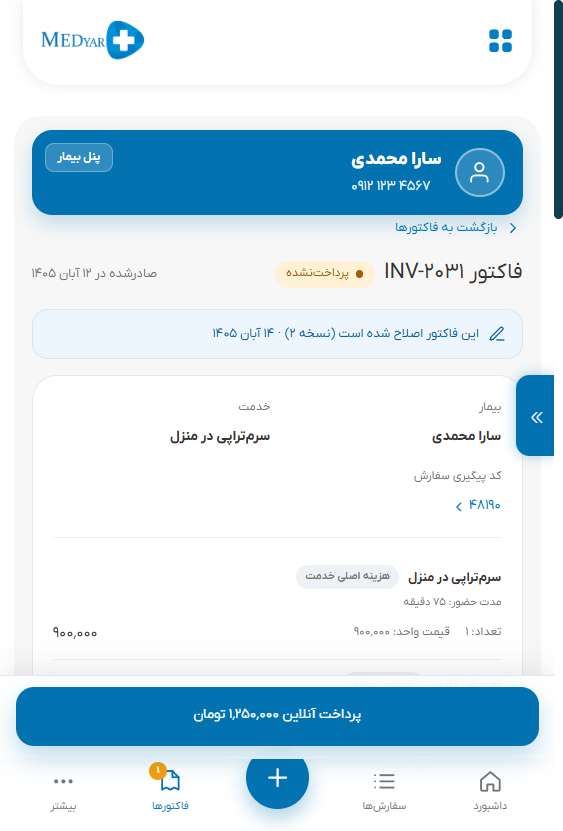 MEDYAR
سارا محمدی
۰۹۱۲ ۱۲۳ ۴۵۶۷
پنل بیمار
بازگشت به فاکتورها
فاکتور INV-۲۰۳۱
پرداخت‌نشده
صادرشده در ۱۲ آبان ۱۴۰۵
این فاکتور اصلاح شده است (نسخه ۲) · ۱۴ آبان ۱۴۰۵
بیمار
سارا محمدی
خدمت
سرم‌تراپی در منزل
کد پیگیری سفارش
۴۸۱۹۰
سرم‌تراپی در منزل
هزینه اصلی خدمت
مدت حضور: ۷۵ دقیقه
تعداد: ۱
قیمت واحد: ۹۰۰,۰۰۰
۹۰۰,۰۰۰
پرداخت آنلاین ۱,۲۵۰,۰۰۰ تومان
داشبورد
سفارش‌ها
۱
فاکتورها
بیشتر